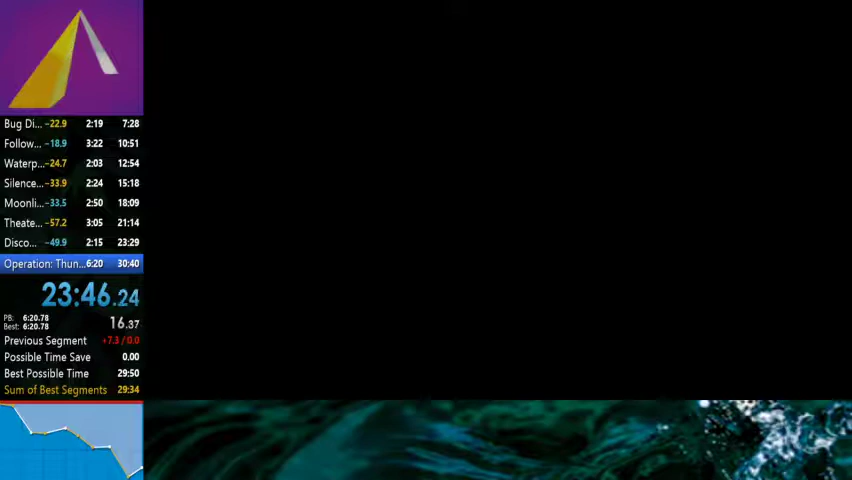 Bug Di... −22.9 2:19 7:28
Follow... −18.9 3:22 10:51
Waterp... −24.7 2:03 12:54
Silence... −33.9 2:24 15:18
Moonli... −33.5 2:50 18:09
Theate... −57.2 3:05 21:14
Disco... −49.9 2:15 23:29
Operation: Thun... 6:20 30:40
23:46.24
PB: 6:20.78
Best: 6:20.78
16.37
Previous Segment +7.3 / 0.0
Possible Time Save 0.00
Best Possible Time 29:50
Sum of Best Segments 29:34